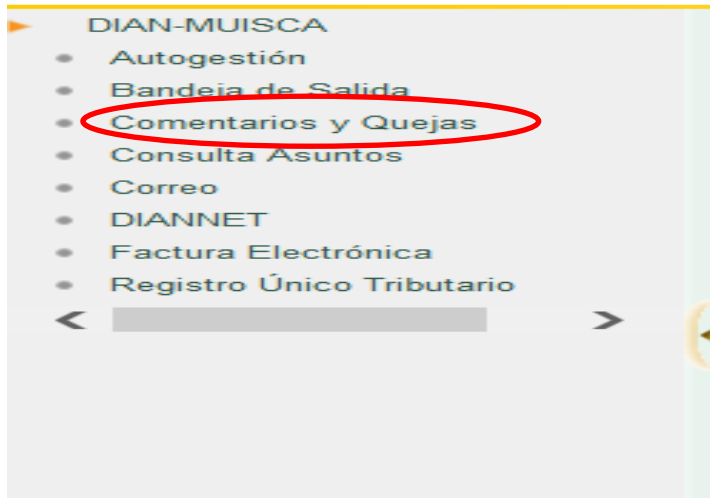 DIAN-MUISCA
Autogestión
Bandeja de Salida
Comentarios y Quejas
Consulta Asuntos
Correo
DIANNET
Factura Electrónica
Registro Único Tributario